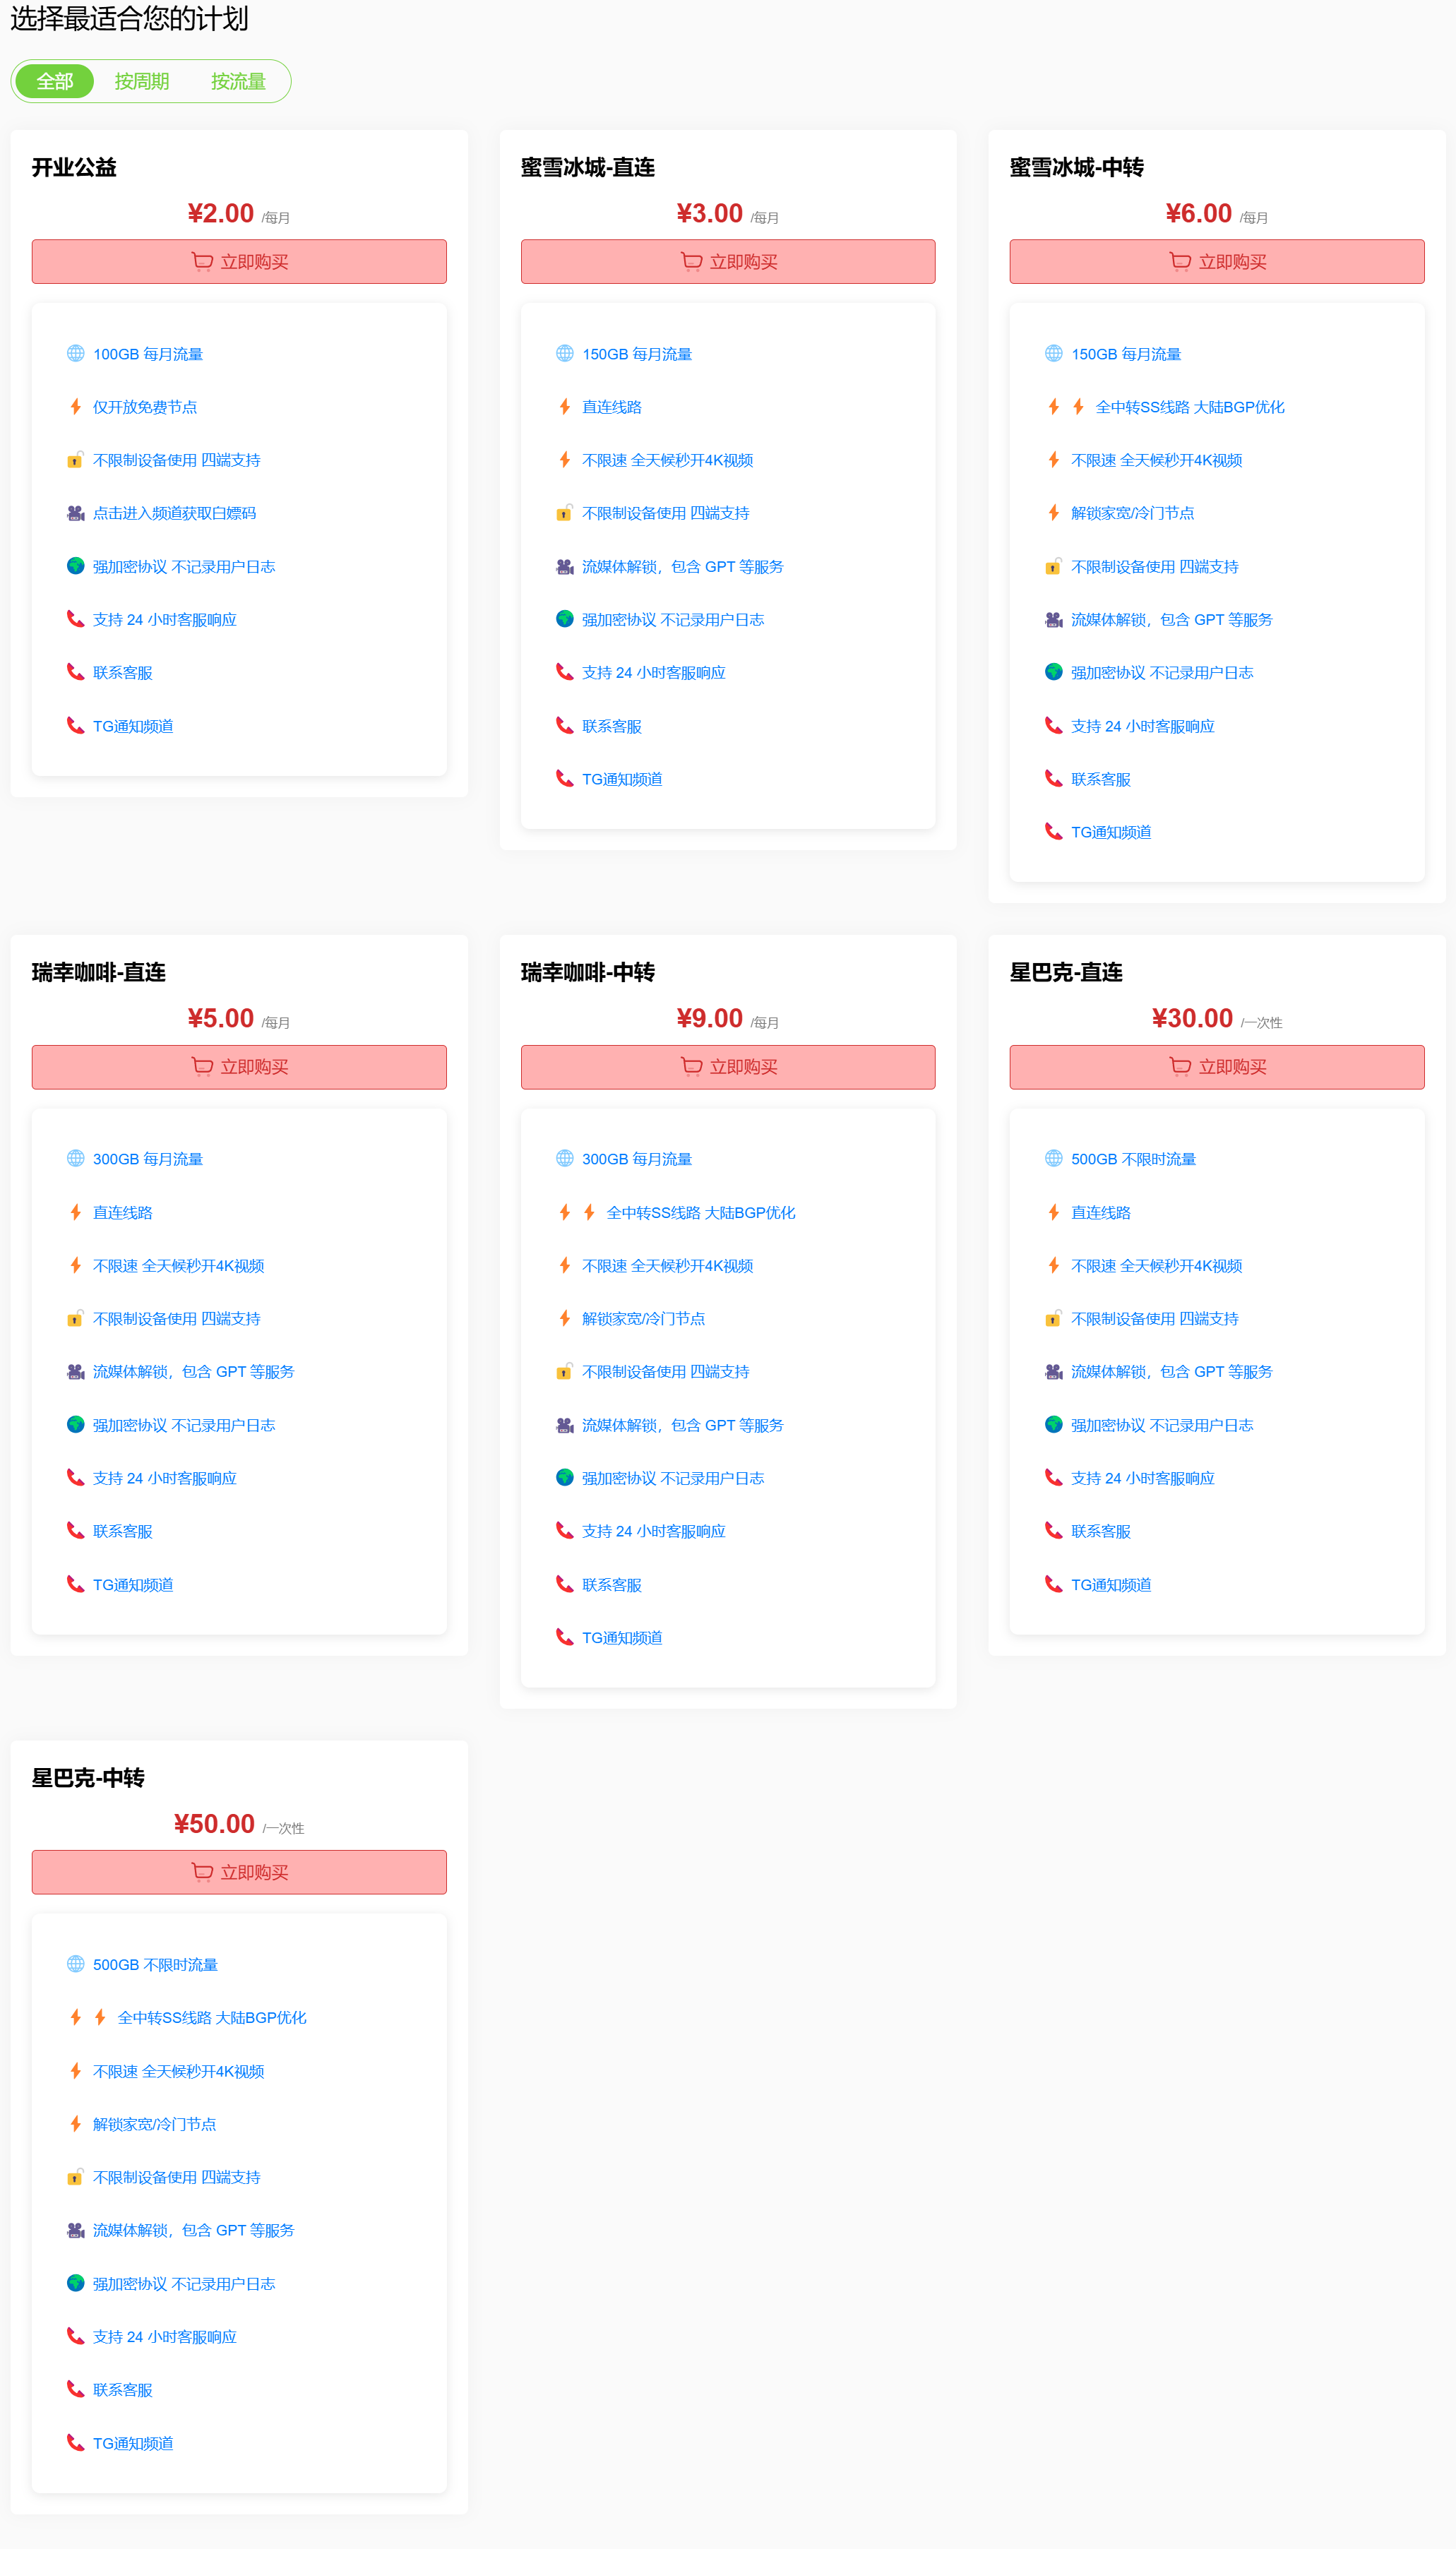 选择最适合您的计划
全部 按周期 按流量
开业公益
¥2.00 /每月
立即购买
100GB 每月流量
仅开放免费节点
不限制设备使用 四端支持
点击进入频道获取白嫖码
强加密协议 不记录用户日志
支持 24 小时客服响应
联系客服
TG通知频道
蜜雪冰城-直连
¥3.00 /每月
立即购买
150GB 每月流量
直连线路
不限速 全天候秒开4K视频
不限制设备使用 四端支持
流媒体解锁，包含 GPT 等服务
强加密协议 不记录用户日志
支持 24 小时客服响应
联系客服
TG通知频道
蜜雪冰城-中转
¥6.00 /每月
立即购买
150GB 每月流量
全中转SS线路 大陆BGP优化
不限速 全天候秒开4K视频
解锁家宽/冷门节点
不限制设备使用 四端支持
流媒体解锁，包含 GPT 等服务
强加密协议 不记录用户日志
支持 24 小时客服响应
联系客服
TG通知频道
瑞幸咖啡-直连
¥5.00 /每月
立即购买
300GB 每月流量
直连线路
不限速 全天候秒开4K视频
不限制设备使用 四端支持
流媒体解锁，包含 GPT 等服务
强加密协议 不记录用户日志
支持 24 小时客服响应
联系客服
TG通知频道
瑞幸咖啡-中转
¥9.00 /每月
立即购买
300GB 每月流量
全中转SS线路 大陆BGP优化
不限速 全天候秒开4K视频
解锁家宽/冷门节点
不限制设备使用 四端支持
流媒体解锁，包含 GPT 等服务
强加密协议 不记录用户日志
支持 24 小时客服响应
联系客服
TG通知频道
星巴克-直连
¥30.00 /一次性
立即购买
500GB 不限时流量
直连线路
不限速 全天候秒开4K视频
不限制设备使用 四端支持
流媒体解锁，包含 GPT 等服务
强加密协议 不记录用户日志
支持 24 小时客服响应
联系客服
TG通知频道
星巴克-中转
¥50.00 /一次性
立即购买
500GB 不限时流量
全中转SS线路 大陆BGP优化
不限速 全天候秒开4K视频
解锁家宽/冷门节点
不限制设备使用 四端支持
流媒体解锁，包含 GPT 等服务
强加密协议 不记录用户日志
支持 24 小时客服响应
联系客服
TG通知频道